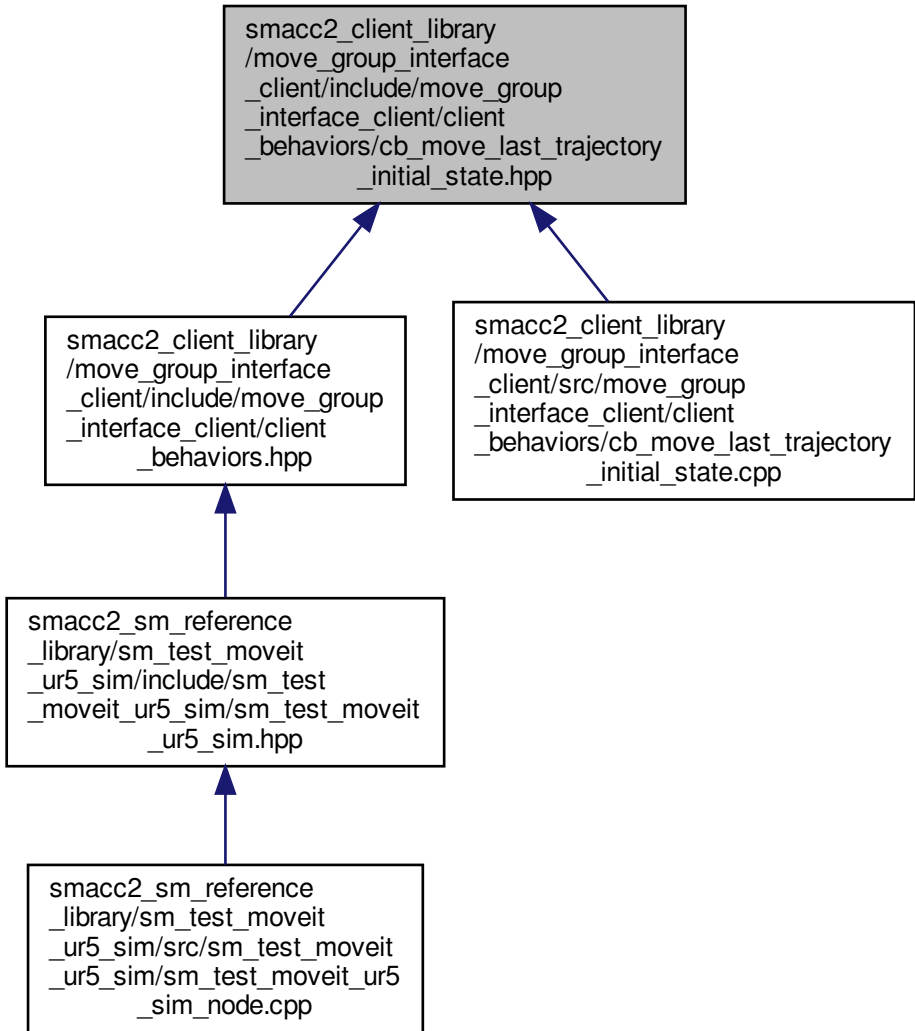 smacc2_client_library
/move_group_interface
_client/include/move_group
_interface_client/client
_behaviors/cb_move_last_trajectory
_initial_state.hpp
smacc2_client_library
/move_group_interface
_client/include/move_group
_interface_client/client
_behaviors.hpp
smacc2_client_library
/move_group_interface
_client/src/move_group
_interface_client/client
_behaviors/cb_move_last_trajectory
_initial_state.cpp
smacc2_sm_reference
_library/sm_test_moveit
_ur5_sim/include/sm_test
_moveit_ur5_sim/sm_test_moveit
_ur5_sim.hpp
smacc2_sm_reference
_library/sm_test_moveit
_ur5_sim/src/sm_test_moveit
_ur5_sim/sm_test_moveit_ur5
_sim_node.cpp